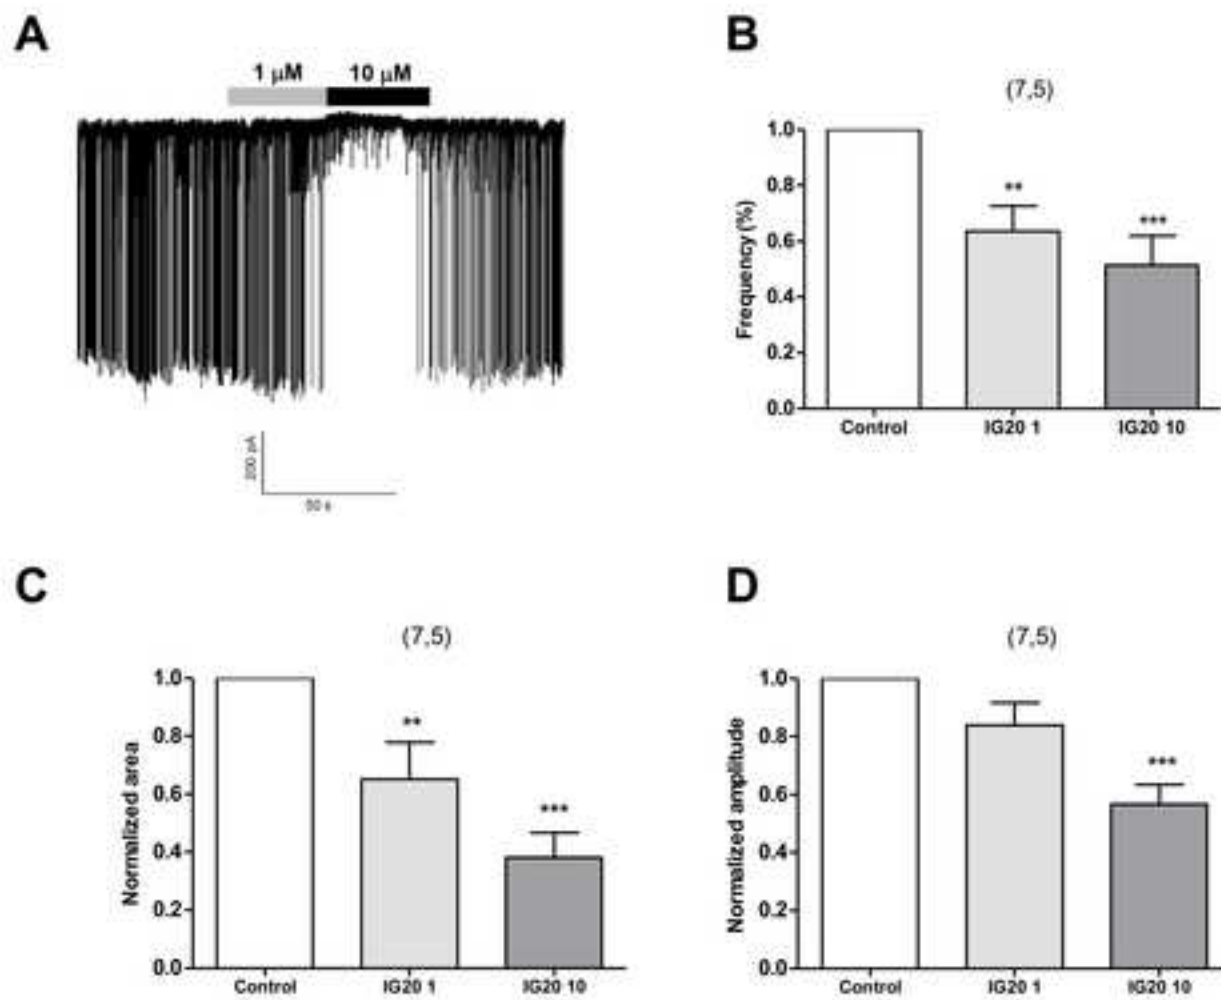 A
1 μM 10 μM
200 pA
50 s
B
(7,5)
Frequency (%)
1.0
0.8
0.6
0.4
0.2
0.0
**
***
Control IG20 1 IG20 10
C
(7,5)
Normalized area
1.0
0.8
0.6
0.4
0.2
0.0
**
***
Control IG20 1 IG20 10
D
(7,5)
Normalized amplitude
1.0
0.8
0.6
0.4
0.2
0.0
***
Control IG20 1 IG20 10